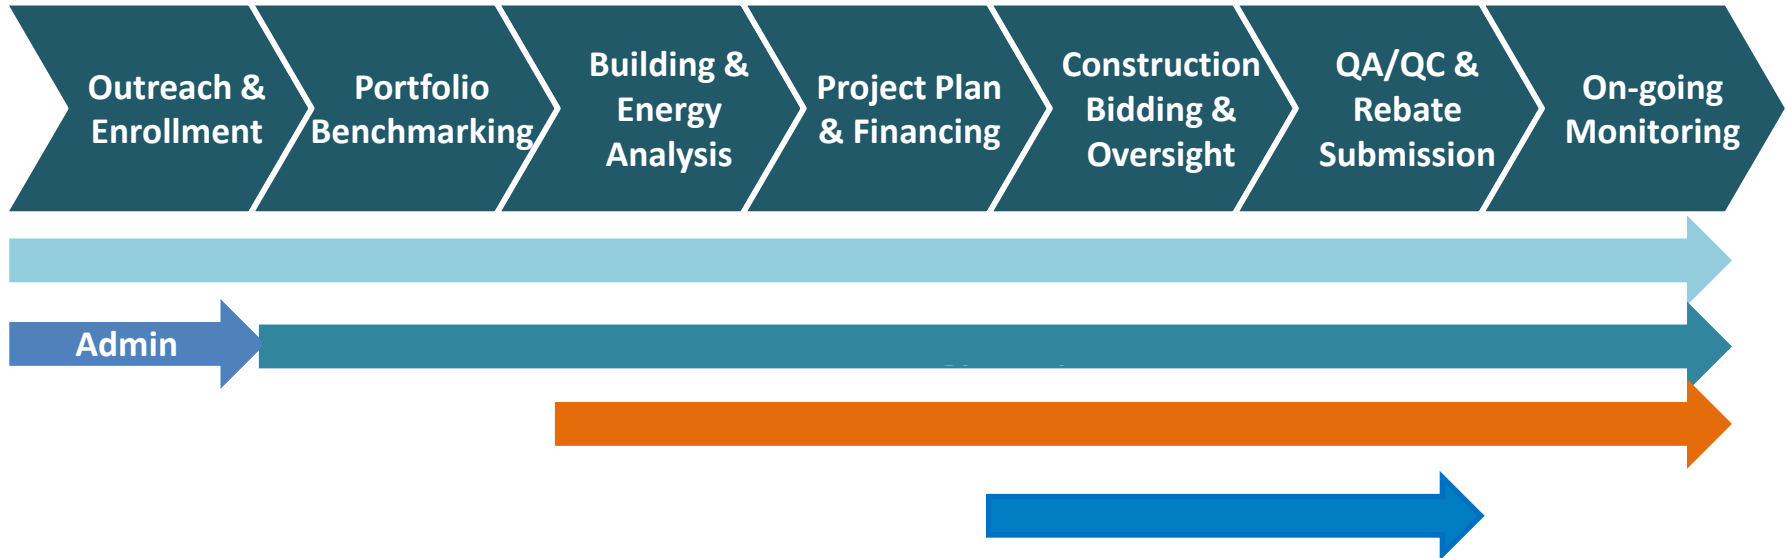 Outreach &
Enrollment
Portfolio
Benchmarking
Building &
Energy
Analysis
Project Plan
& Financing
Construction
Bidding &
Oversight
QA/QC &
Rebate
Submission
On-going
Monitoring
Admin